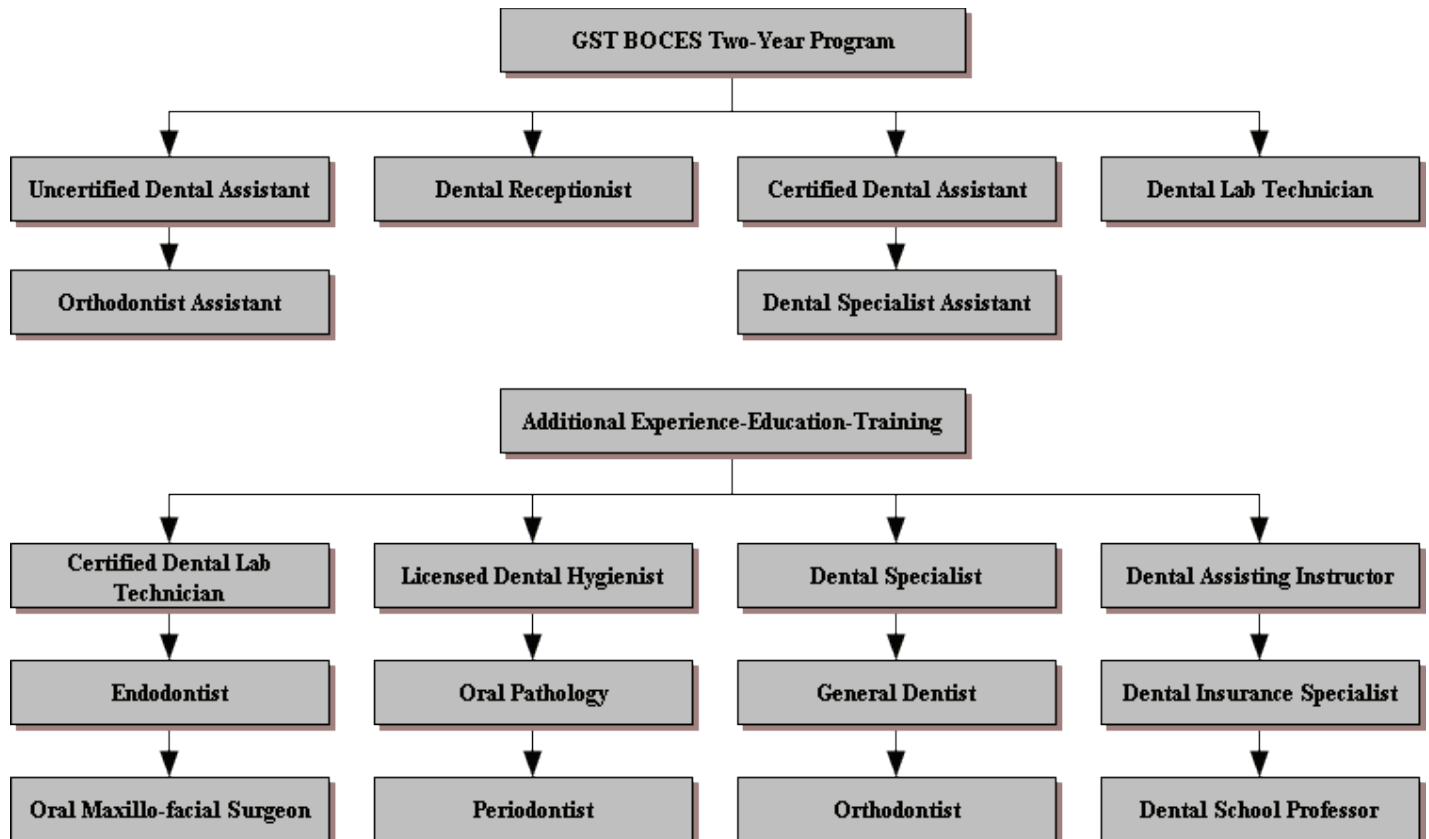 GST BOCES Two-Year Program
Uncertified Dental Assistant
Dental Receptionist
Certified Dental Assistant
Dental Lab Technician
Orthodontist Assistant
Dental Specialist Assistant
Additional Experience-Education-Training
Certified Dental Lab
Technician
Licensed Dental Hygienist
Dental Specialist
Dental Assisting Instructor
Endodontist
Oral Pathology
General Dentist
Dental Insurance Specialist
Oral Maxillo-facial Surgeon
Periodontist
Orthodontist
Dental School Professor